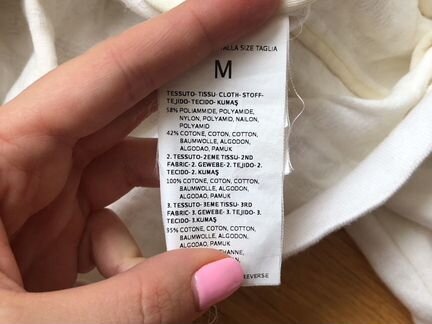 TALLA SIZE TAGLIA
M
TESSUTO- TISSU- CLOTH- STOFF-
TEJIDO-TECIDO- KUMAŞ
58% POLIAMMIDE, POLYAMIDE,
NYLON, POLYAMID, NAILON,
POLYAMID
42% COTONE, COTON, COTTON,
BAUMWOLLE, ALGODON,
ALGODAO, PAMUK
2. TESSUTO-2EME TISSU-2ND
FABRIC-2. GEWEBE-2. TEJIDO-2.
TECIDO-2. KUMAŞ
100% COTONE, COTON, COTTON,
BAUMWOLLE, ALGODON,
ALGODAO, PAMUK
3. TESSUTO-3EME TISSU-3RD
FABRIC-3. GEWEBE-3. TEJIDO-3.
TECIDO-3.KUMAŞ
95% COTONE, COTON, COTTON,
BAUMWOLLE, ALGODON,
ALGODAO, PAMUK
REVERSE